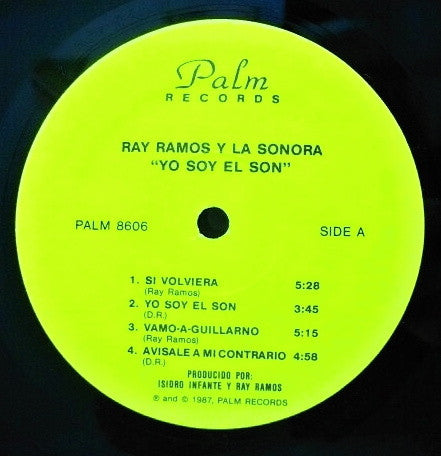 Palm
RECORDS
RAY RAMOS Y LA SONORA
"YO SOY EL SON"
PALM 8606
SIDE A
1. SI VOLVIERA 5:28
(Ray Ramos)
2. YO SOY EL SON 3:45
(D.R.)
3. VAMO-A-GUILLARNO 5:15
(Ray Ramos)
4. AVISALE A MI CONTRARIO 4:58
(D.R.)
PRODUCIDO POR:
ISIDRO INFANTE Y RAY RAMOS
℗ and © 1987, PALM RECORDS